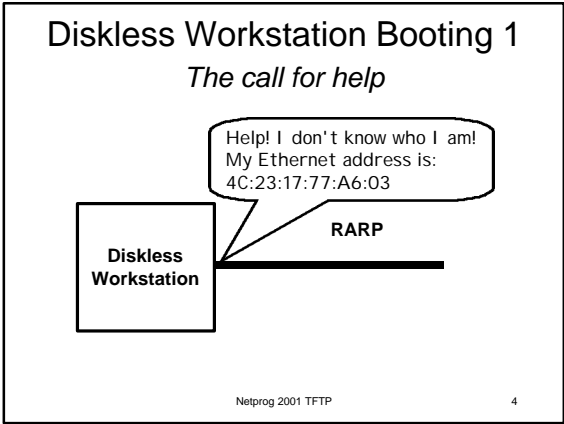 Diskless Workstation Booting 1
The call for help
Help! I don't know who I am!
My Ethernet address is:
4C:23:17:77:A6:03
RARP
Diskless
Workstation
Netprog 2001 TFTP
4